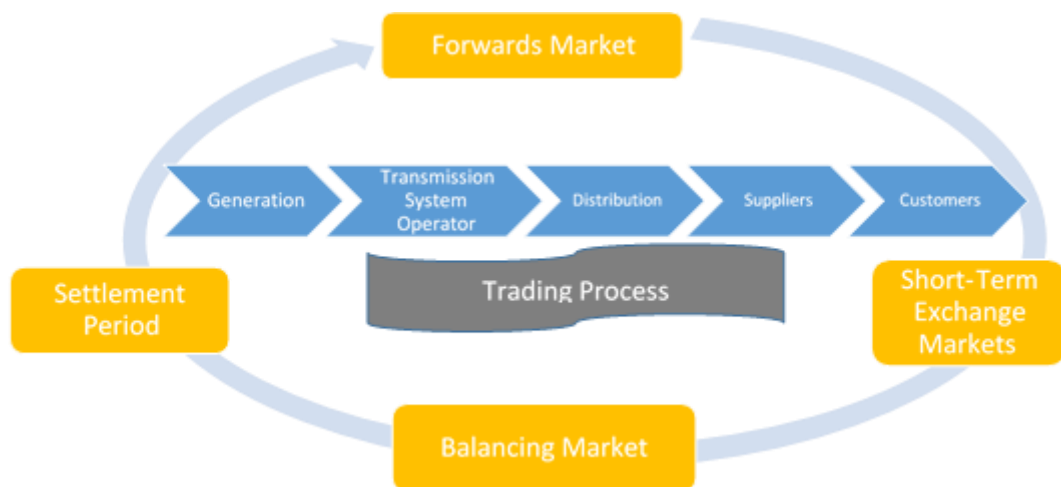 Forwards Market
Generation
Transmission
System
Operator
Distribution
Suppliers
Customers
Trading Process
Settlement
Period
Short-Term
Exchange
Markets
Balancing Market